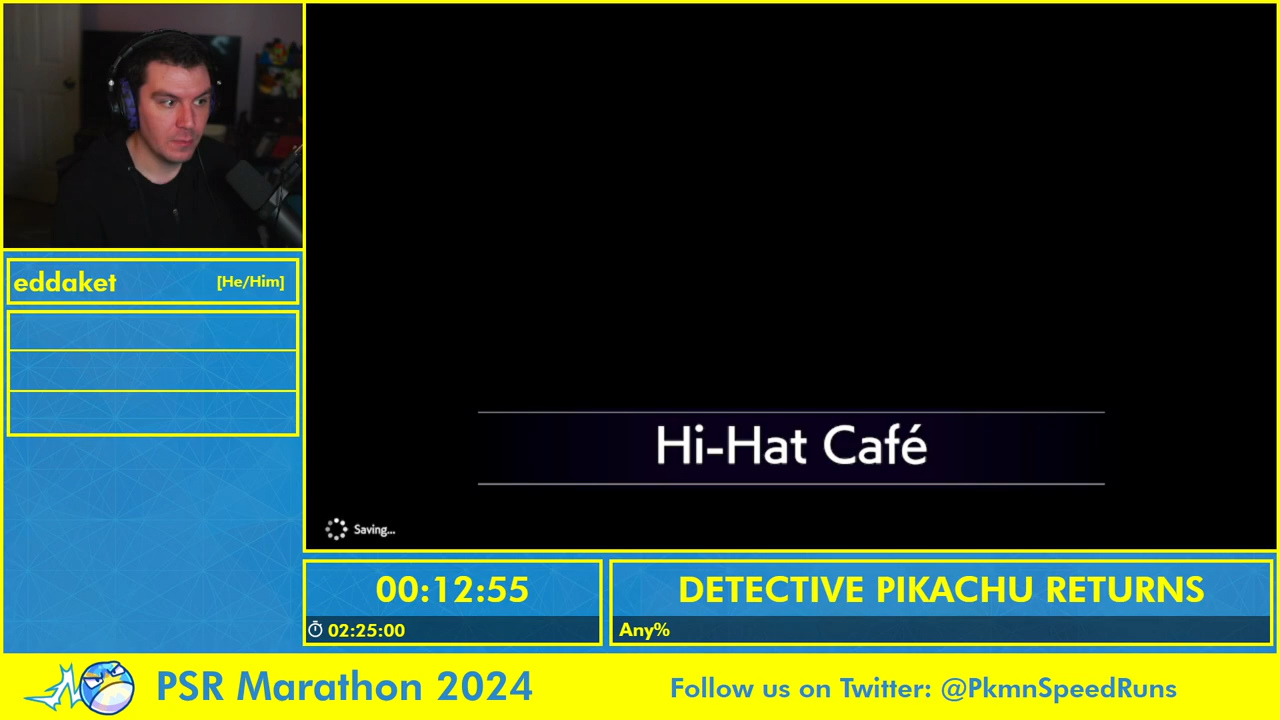 eddaket [He/Him]
Hi-Hat Café
Saving...
00:12:55
02:25:00
DETECTIVE PIKACHU RETURNS
Any%
PSR Marathon 2024
Follow us on Twitter: @PkmnSpeedRuns